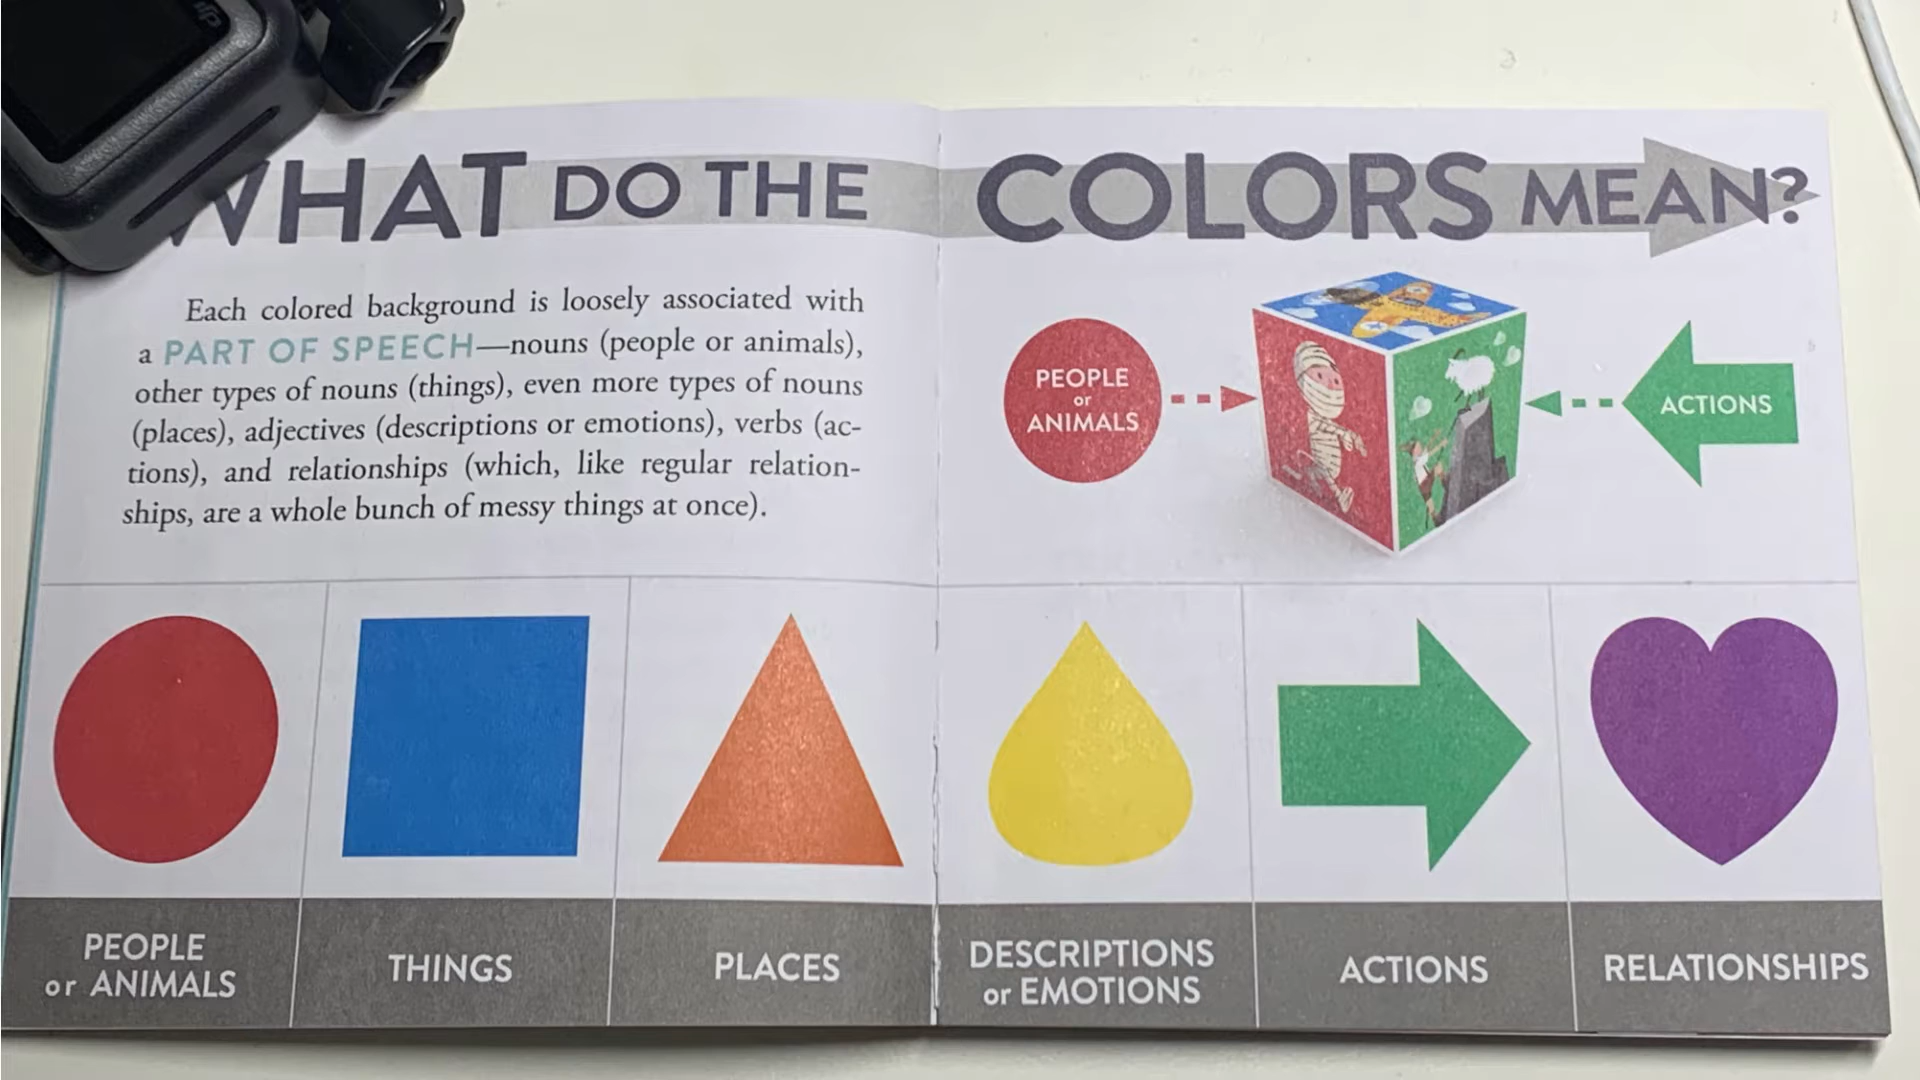 WHAT DO THE COLORS MEAN?
Each colored background is loosely associated with
a PART OF SPEECH—nouns (people or animals),
other types of nouns (things), even more types of nouns
(places), adjectives (descriptions or emotions), verbs (ac-
tions), and relationships (which, like regular relation-
ships, are a whole bunch of messy things at once).
PEOPLE
or
ANIMALS
ACTIONS
PEOPLE
or ANIMALS
THINGS
PLACES
DESCRIPTIONS
or EMOTIONS
ACTIONS
RELATIONSHIPS